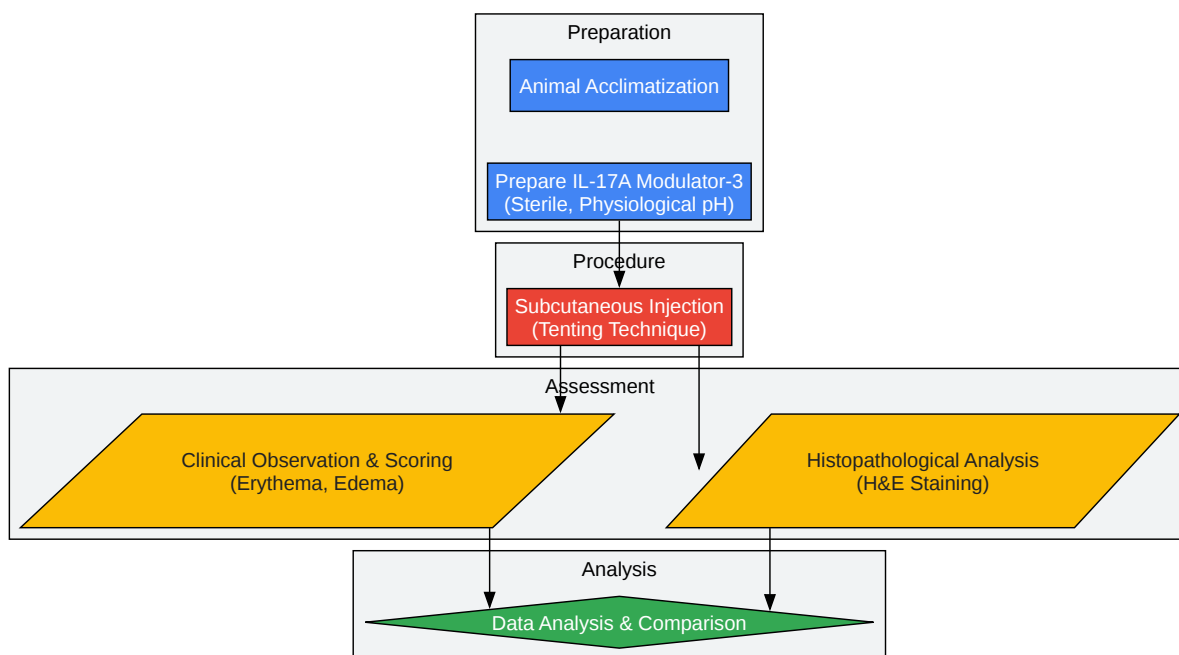 Preparation
Animal Acclimatization
Prepare IL-17A Modulator-3
(Sterile, Physiological pH)
Procedure
Subcutaneous Injection
(Tenting Technique)
Assessment
Clinical Observation & Scoring
(Erythema, Edema)
Histopathological Analysis
(H&E Staining)
Analysis
Data Analysis & Comparison